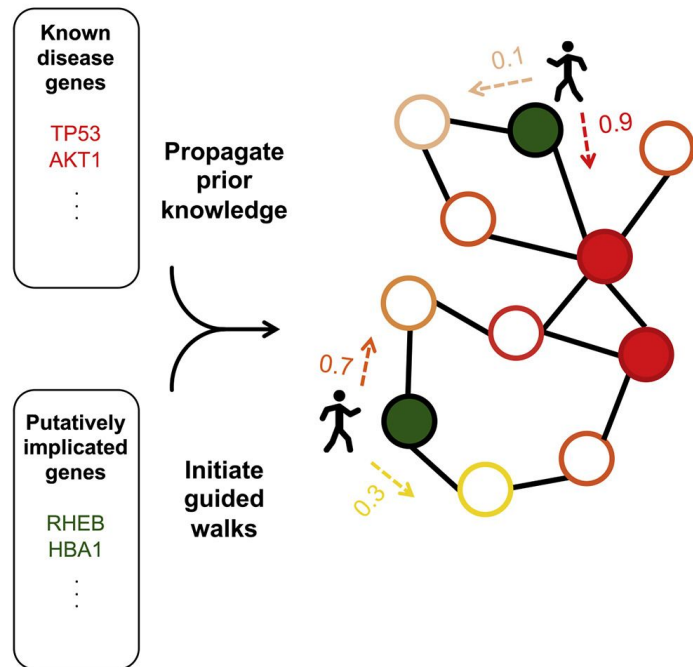 Known
disease
genes
TP53
AKT1
Propagate
prior
knowledge
Putatively
implicated
genes
RHEB
HBA1
Initiate
guided
walks
0.1
0.9
0.7
0.3